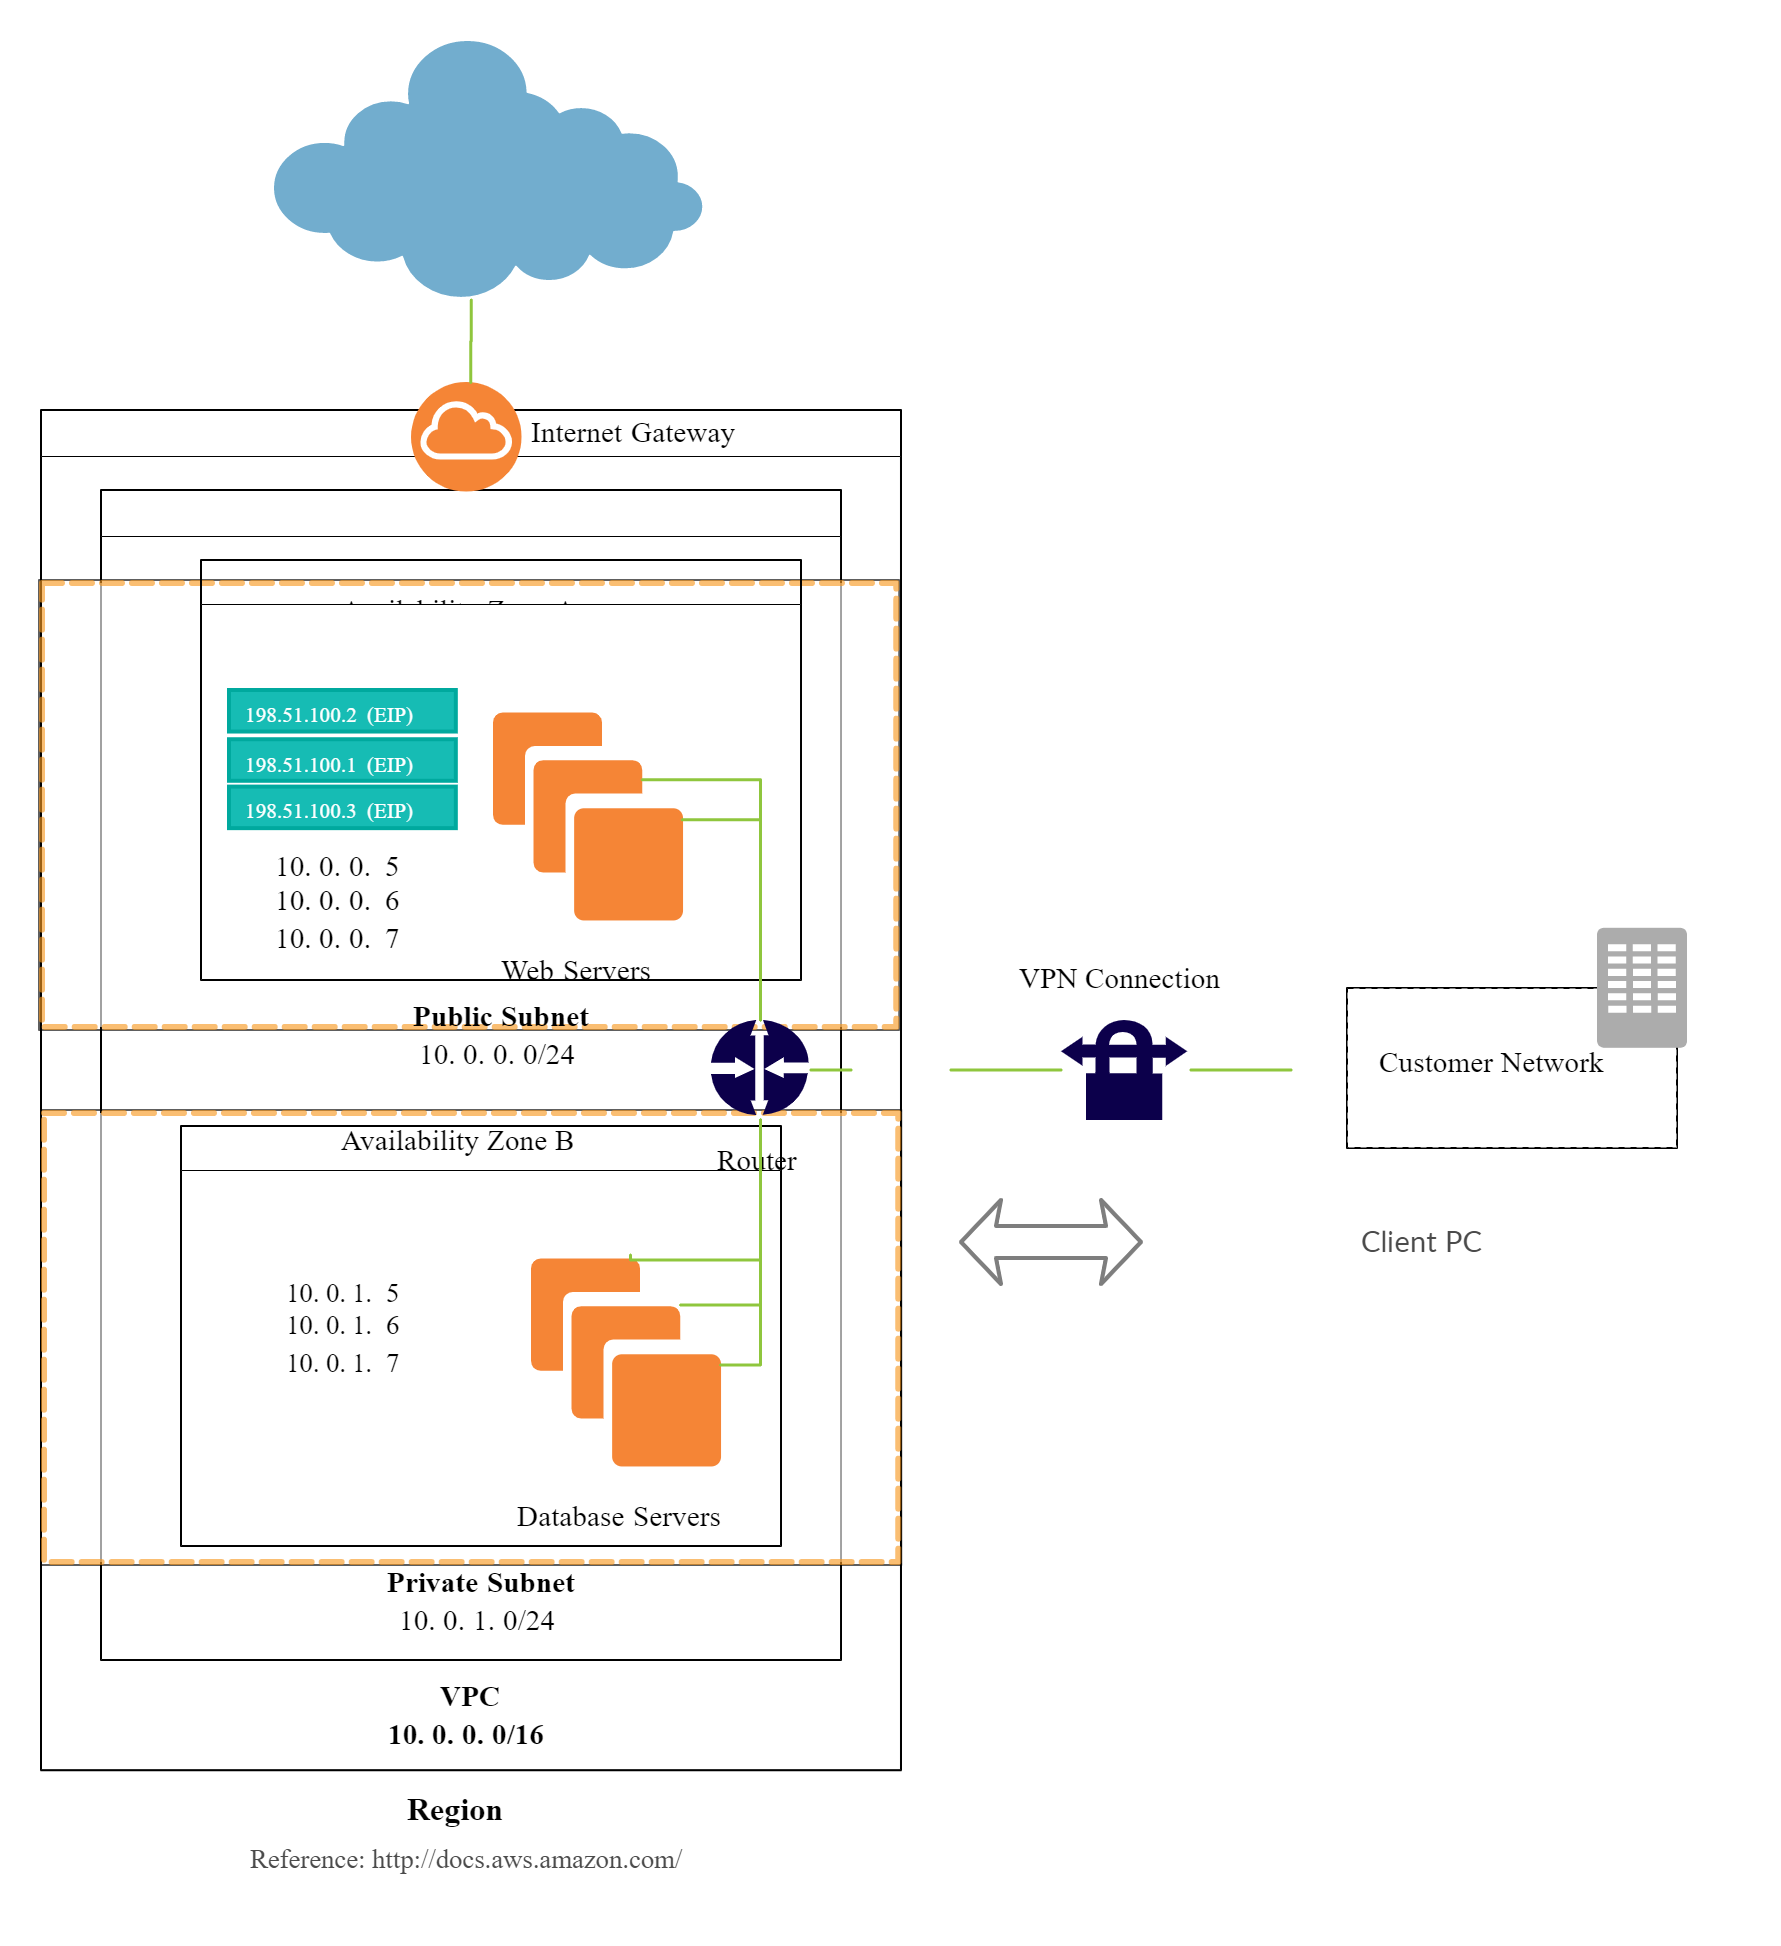 Internet Gateway
198.51.100.2 (EIP)
198.51.100.1 (EIP)
198.51.100.3 (EIP)
10. 0. 0. 5
10. 0. 0. 6
10. 0. 0. 7
Web Servers
Public Subnet
10. 0. 0. 0/24
VPN Connection
Customer Network
Availability Zone B
Router
Client PC
10. 0. 1. 5
10. 0. 1. 6
10. 0. 1. 7
Database Servers
Private Subnet
10. 0. 1. 0/24
VPC
10. 0. 0. 0/16
Region
Reference: http://docs.aws.amazon.com/